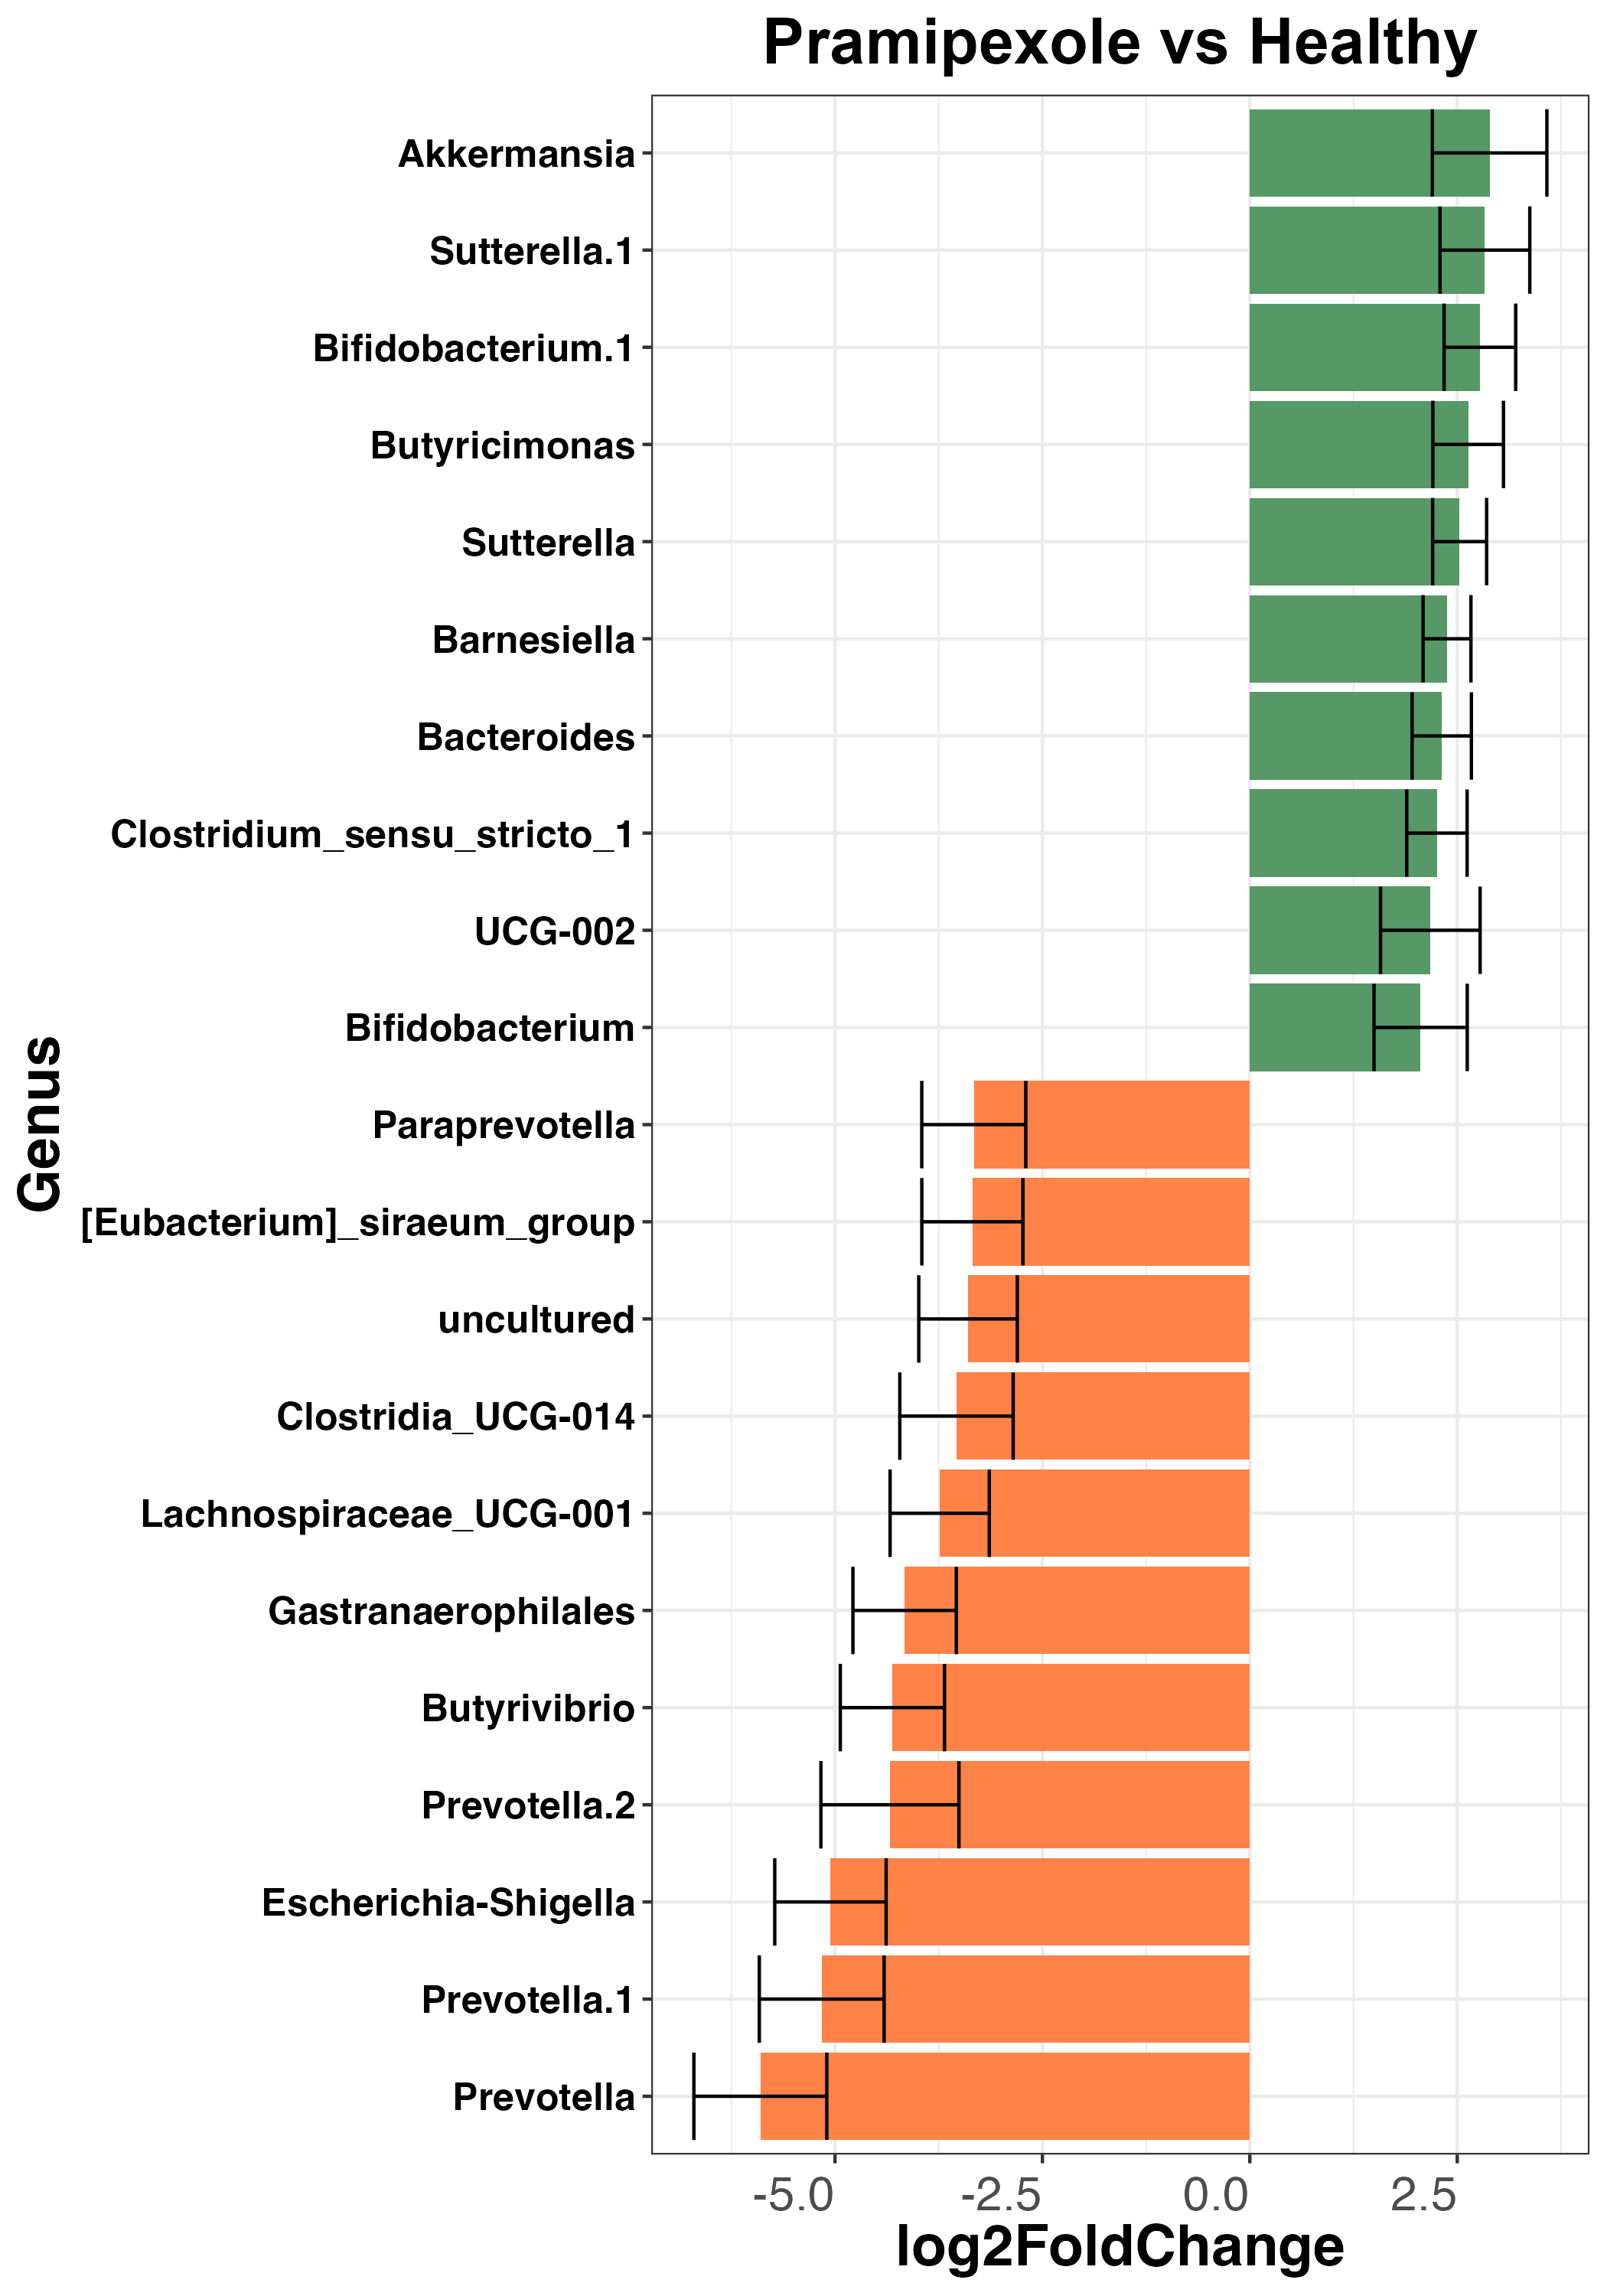 Pramipexole vs Healthy
Akkermansia
Sutterella.1
Bifidobacterium.1
Butyricimonas
Sutterella
Barnesiella
Bacteroides
Clostridium_sensu_stricto_1
UCG-002
Bifidobacterium
Genus
Paraprevotella
[Eubacterium]_siraeum_group
uncultured
Clostridia_UCG-014
Lachnospiraceae_UCG-001
Gastranaerophilales
Butyrivibrio
Prevotella.2
Escherichia-Shigella
Prevotella.1
Prevotella
-5.0 -2.5 0.0 2.5
log2FoldChange